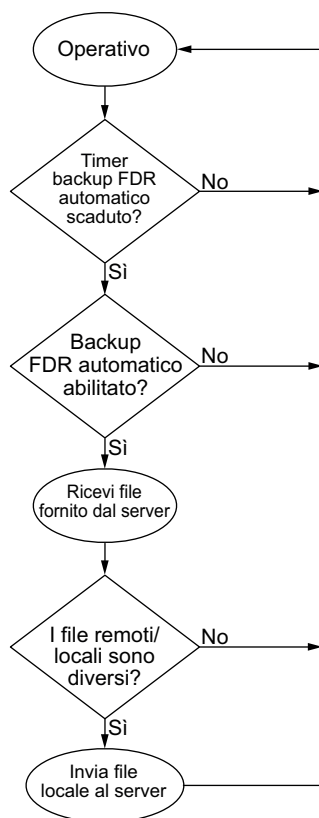 Operativo
Timer
backup FDR
automatico
scaduto?
No
Sì
Backup
FDR automatico
abilitato?
No
Sì
Ricevi file
fornito dal server
I file remoti/
locali sono
diversi?
No
Sì
Invia file
locale al server